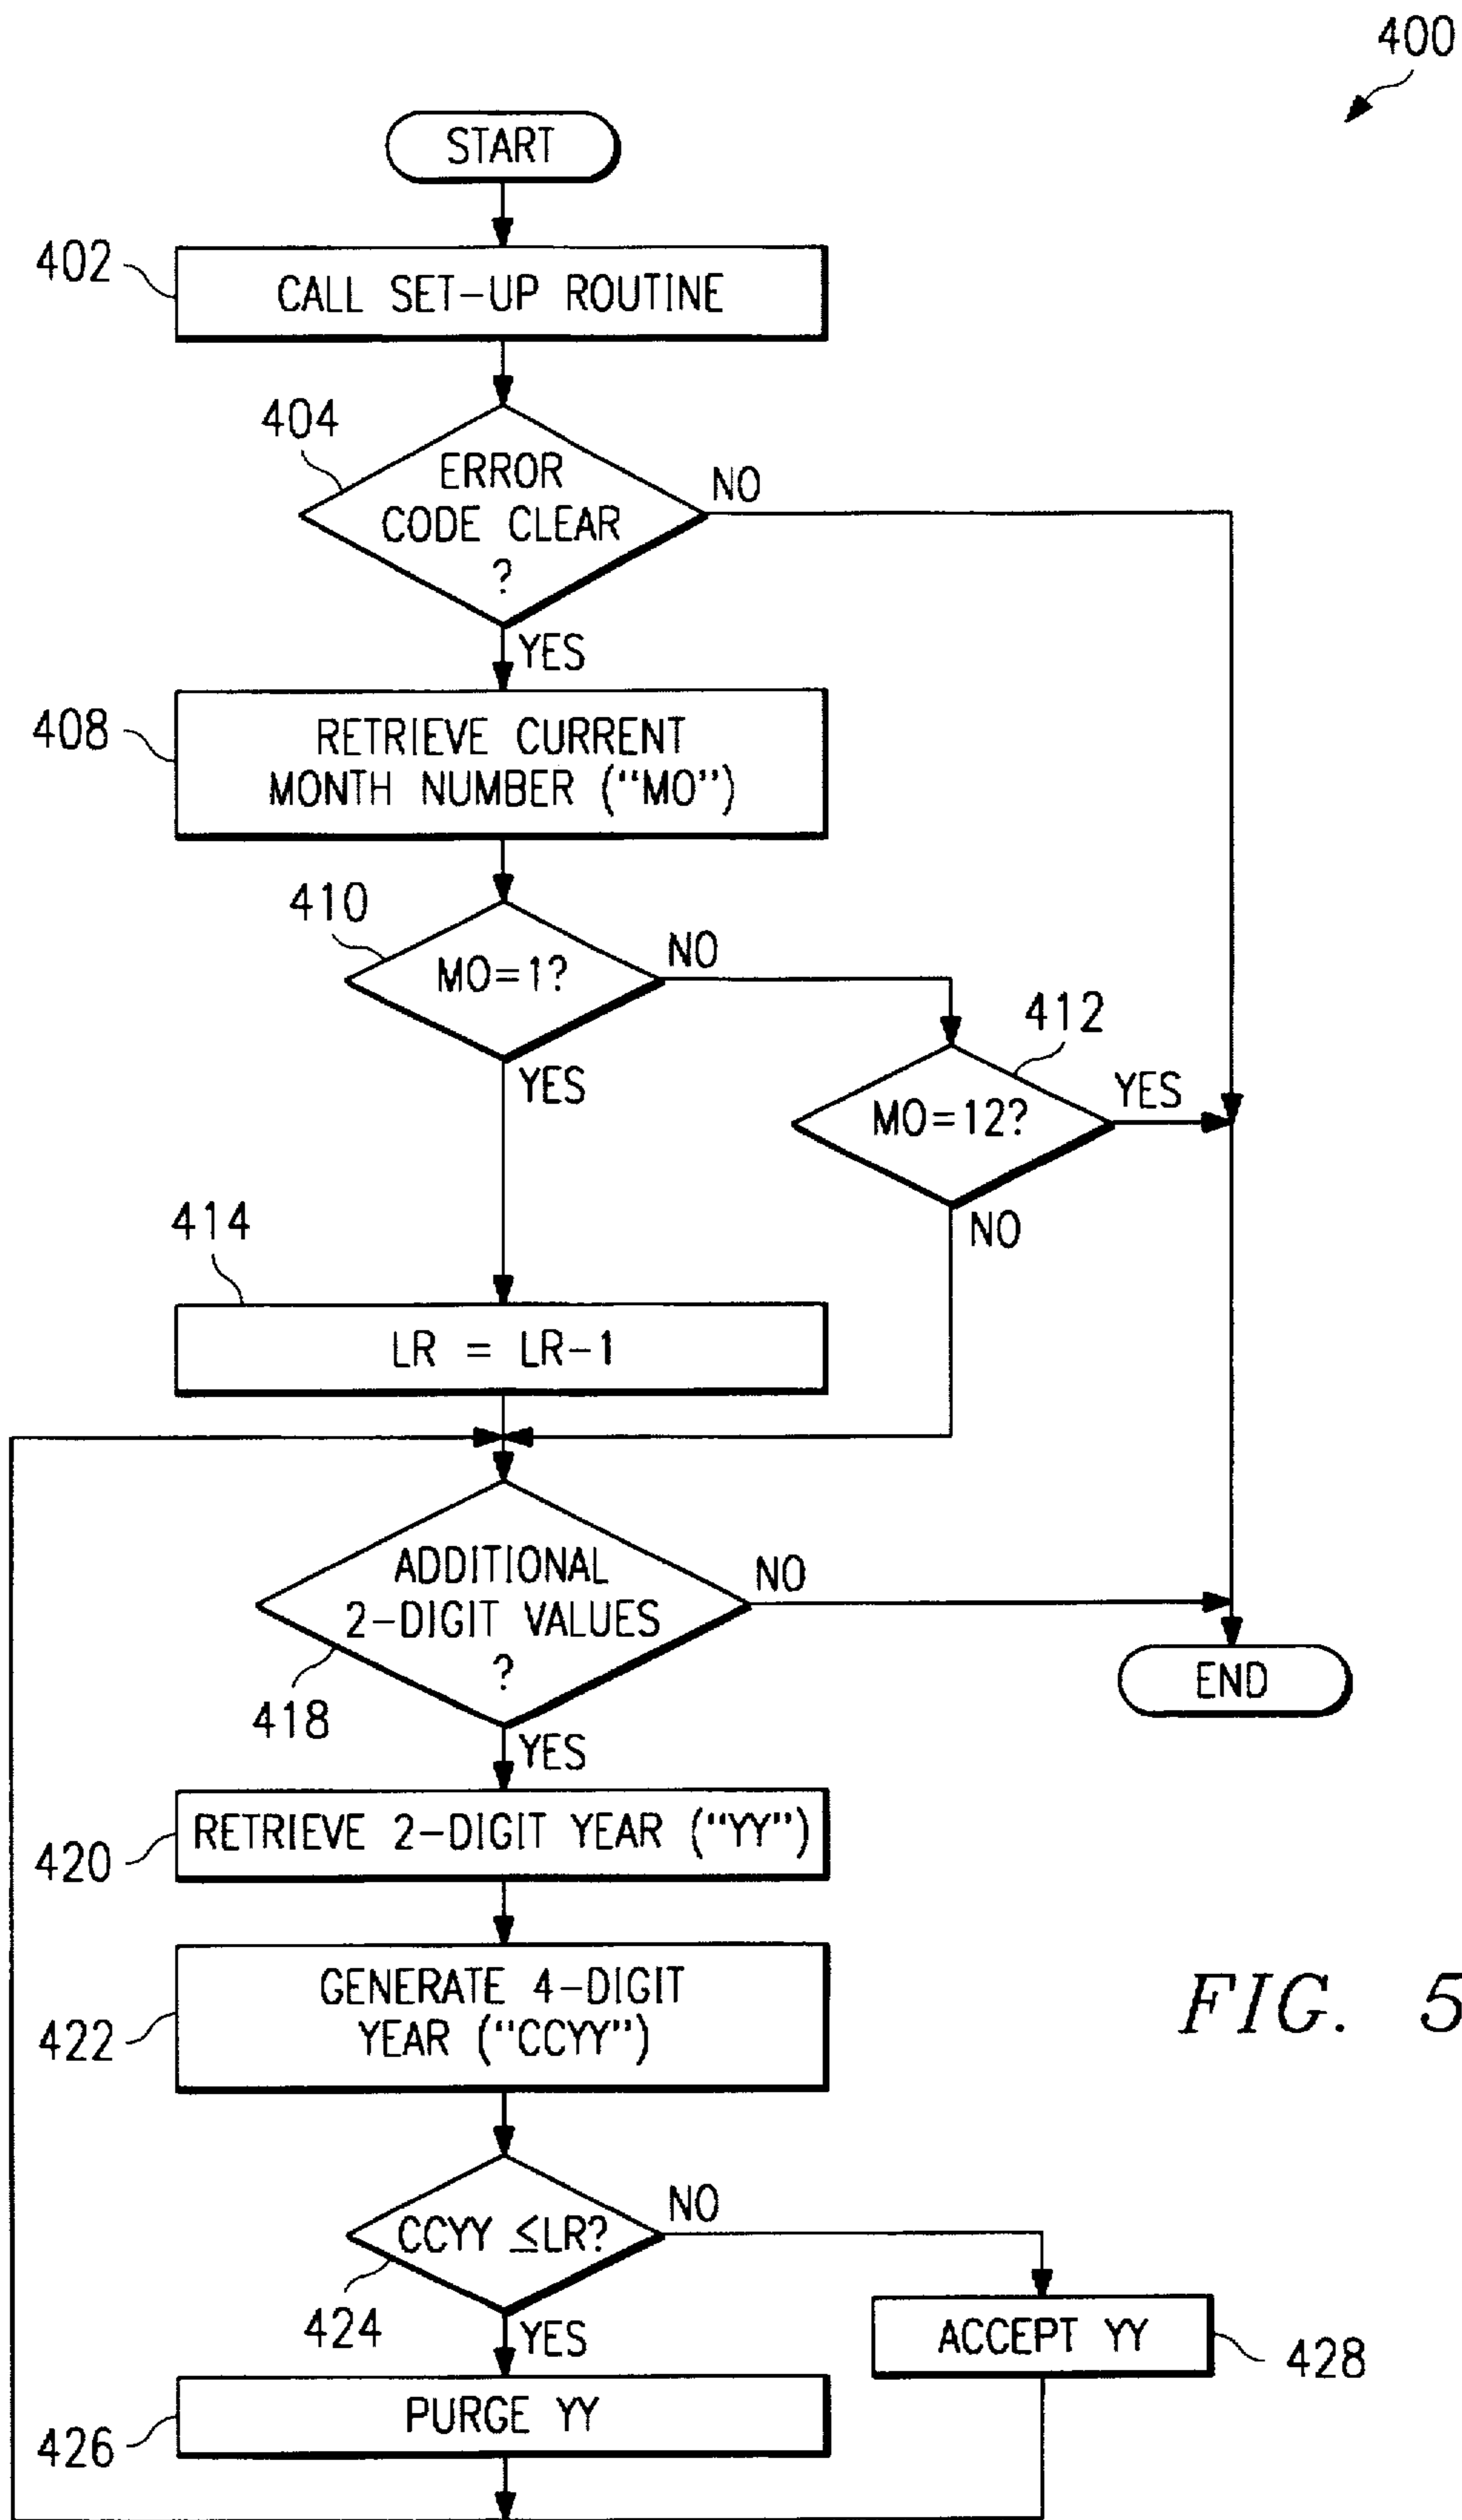 400
START
402
CALL SET-UP ROUTINE
404
ERROR
CODE CLEAR
?
NO
YES
408
RETRIEVE CURRENT
MONTH NUMBER ("MO")
410
MO=1?
NO
412
YES
MO=12?
YES
414
NO
LR = LR-1
ADDITIONAL
2-DIGIT VALUES
?
NO
418
END
YES
RETRIEVE 2-DIGIT YEAR ("YY")
420
GENERATE 4-DIGIT
YEAR ("CCYY")
422
FIG. 5
CCYY ≤LR?
NO
424
YES
ACCEPT YY
428
PURGE YY
426